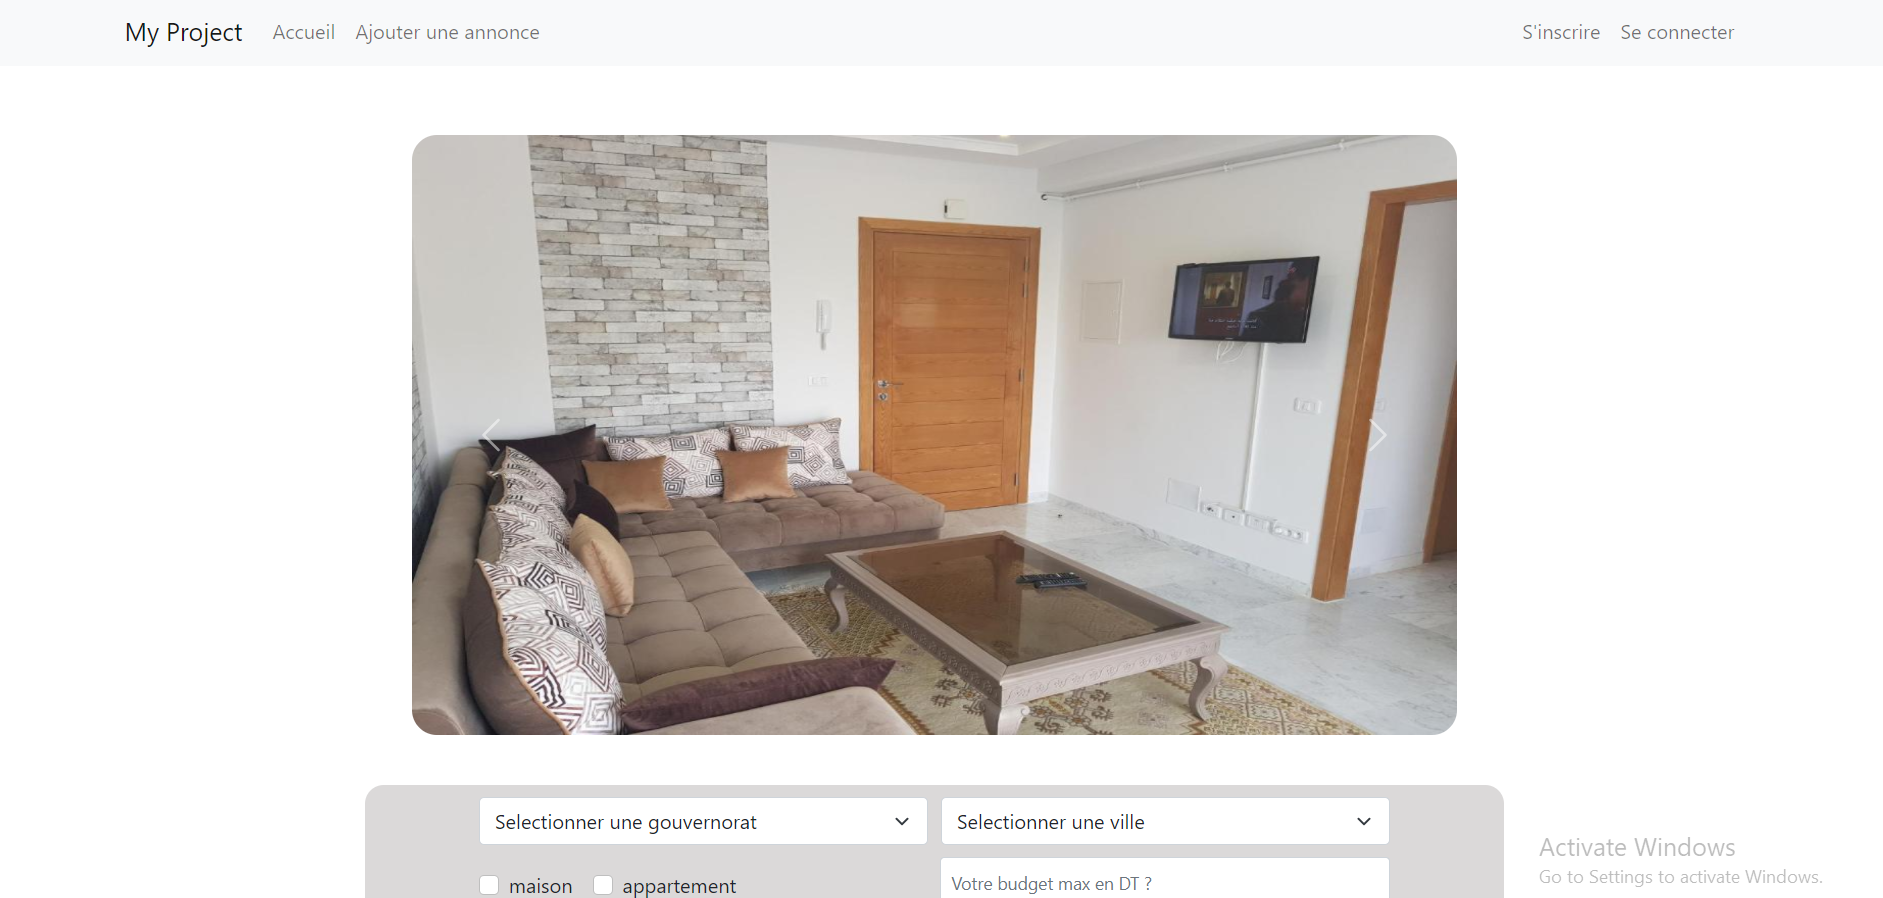 My Project Accueil Ajouter une annonce S'inscrire Se connecter
Selectionner une gouvernorat Selectionner une ville
maison appartement Votre budget max en DT ?
Activate Windows
Go to Settings to activate Windows.